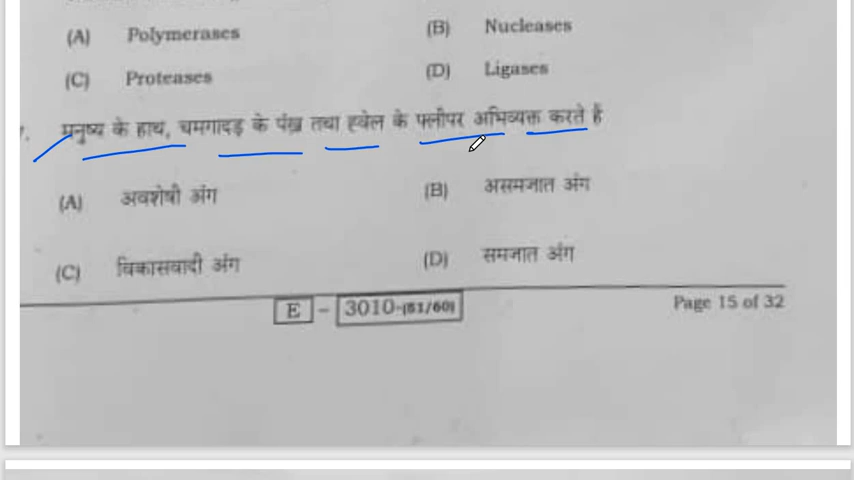 (A) Polymerases (B) Nucleases
(C) Proteases (D) Ligases
मनुष्य के हाथ, चमगादड़ के पंख तथा ह्वेल के फ्लीपर अभिव्यक्त करते हैं
(A) अवशेषी अंग (B) असमजात अंग
(C) विकासवादी अंग (D) समजात अंग
E - 3010-(61/60) Page 15 of 32